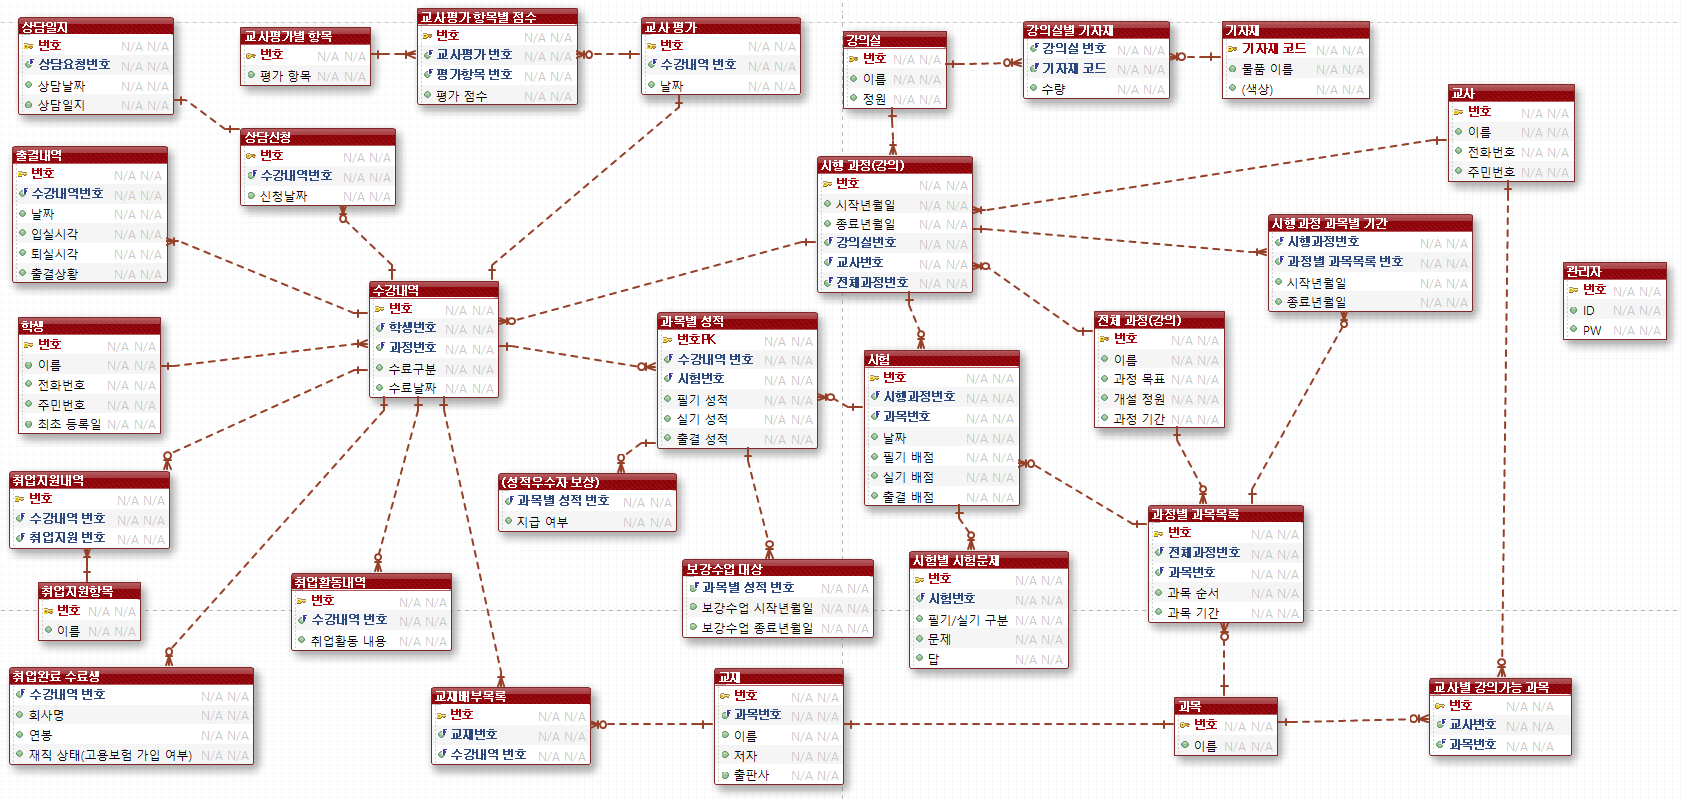 상담일지
번호 N/A N/A
상담요청번호 N/A N/A
상담날짜 N/A N/A
상담일지 N/A N/A
교사평가별 항목
번호 N/A N/A
평가 항목 N/A N/A
교사평가 항목별 점수
번호 N/A N/A
교사평가 번호 N/A N/A
평가항목 번호 N/A N/A
평가 점수 N/A N/A
교사 평가
번호 N/A N/A
수강내역 번호 N/A N/A
날짜 N/A N/A
강의실
번호 N/A N/A
이름 N/A N/A
정원 N/A N/A
강의실별 기자재
강의실 번호 N/A N/A
기자재 코드 N/A N/A
수량 N/A N/A
기자재
기자재 코드 N/A N/A
물품 이름 N/A N/A
(색상) N/A N/A
교사
번호 N/A N/A
이름 N/A N/A
전화번호 N/A N/A
주민번호 N/A N/A
상담신청
번호 N/A N/A
수강내역번호 N/A N/A
신청날짜 N/A N/A
출결내역
번호 N/A N/A
수강내역번호 N/A N/A
날짜 N/A N/A
입실시각 N/A N/A
퇴실시각 N/A N/A
출결상황 N/A N/A
시행 과정(강의)
번호 N/A N/A
시작년월일 N/A N/A
종료년월일 N/A N/A
강의실번호 N/A N/A
교사번호 N/A N/A
전체과정번호 N/A N/A
시행과정 과목별 기간
시행과정번호 N/A N/A
과정별 과목목록 번호 N/A N/A
시작년월일 N/A N/A
종료년월일 N/A N/A
관리자
번호 N/A N/A
ID N/A N/A
PW N/A N/A
수강내역
번호 N/A N/A
학생번호 N/A N/A
과정번호 N/A N/A
수료구분 N/A N/A
수료날짜 N/A N/A
학생
번호 N/A N/A
이름 N/A N/A
전화번호 N/A N/A
주민번호 N/A N/A
최초 등록일 N/A N/A
과목별 성적
번호PK N/A N/A
수강내역 번호 N/A N/A
시험번호 N/A N/A
필기 성적 N/A N/A
실기 성적 N/A N/A
출결 성적 N/A N/A
시험
번호 N/A N/A
시행과정번호 N/A N/A
과목번호 N/A N/A
날짜 N/A N/A
필기 배점 N/A N/A
실기 배점 N/A N/A
출결 배점 N/A N/A
전체 과정(강의)
번호 N/A N/A
이름 N/A N/A
과정 목표 N/A N/A
개설 정원 N/A N/A
과정 기간 N/A N/A
취업지원내역
번호 N/A N/A
수강내역 번호 N/A N/A
취업지원 번호 N/A N/A
(성적우수자 보상)
과목별 성적 번호 N/A N/A
지급 여부 N/A N/A
과정별 과목목록
번호 N/A N/A
전체과정번호 N/A N/A
과목번호 N/A N/A
과목 순서 N/A N/A
과목 기간 N/A N/A
취업지원항목
번호 N/A N/A
이름 N/A N/A
취업활동내역
번호 N/A N/A
수강내역 번호 N/A N/A
취업활동 내용 N/A N/A
보강수업 대상
과목별 성적 번호 N/A N/A
보강수업 시작년월일 N/A N/A
보강수업 종료년월일 N/A N/A
시험별 시험문제
번호 N/A N/A
시험번호 N/A N/A
필기/실기 구분 N/A N/A
문제 N/A N/A
답 N/A N/A
취업완료 수료생
수강내역 번호 N/A N/A
회사명 N/A N/A
연봉 N/A N/A
재직 상태(고용보험 가입 여부) N/A N/A
교재배부목록
번호 N/A N/A
교재번호 N/A N/A
수강내역 번호 N/A N/A
교재
번호 N/A N/A
과목번호 N/A N/A
이름 N/A N/A
저자 N/A N/A
출판사 N/A N/A
과목
번호 N/A N/A
이름 N/A N/A
교사별 강의가능 과목
번호 N/A N/A
교사번호 N/A N/A
과목번호 N/A N/A